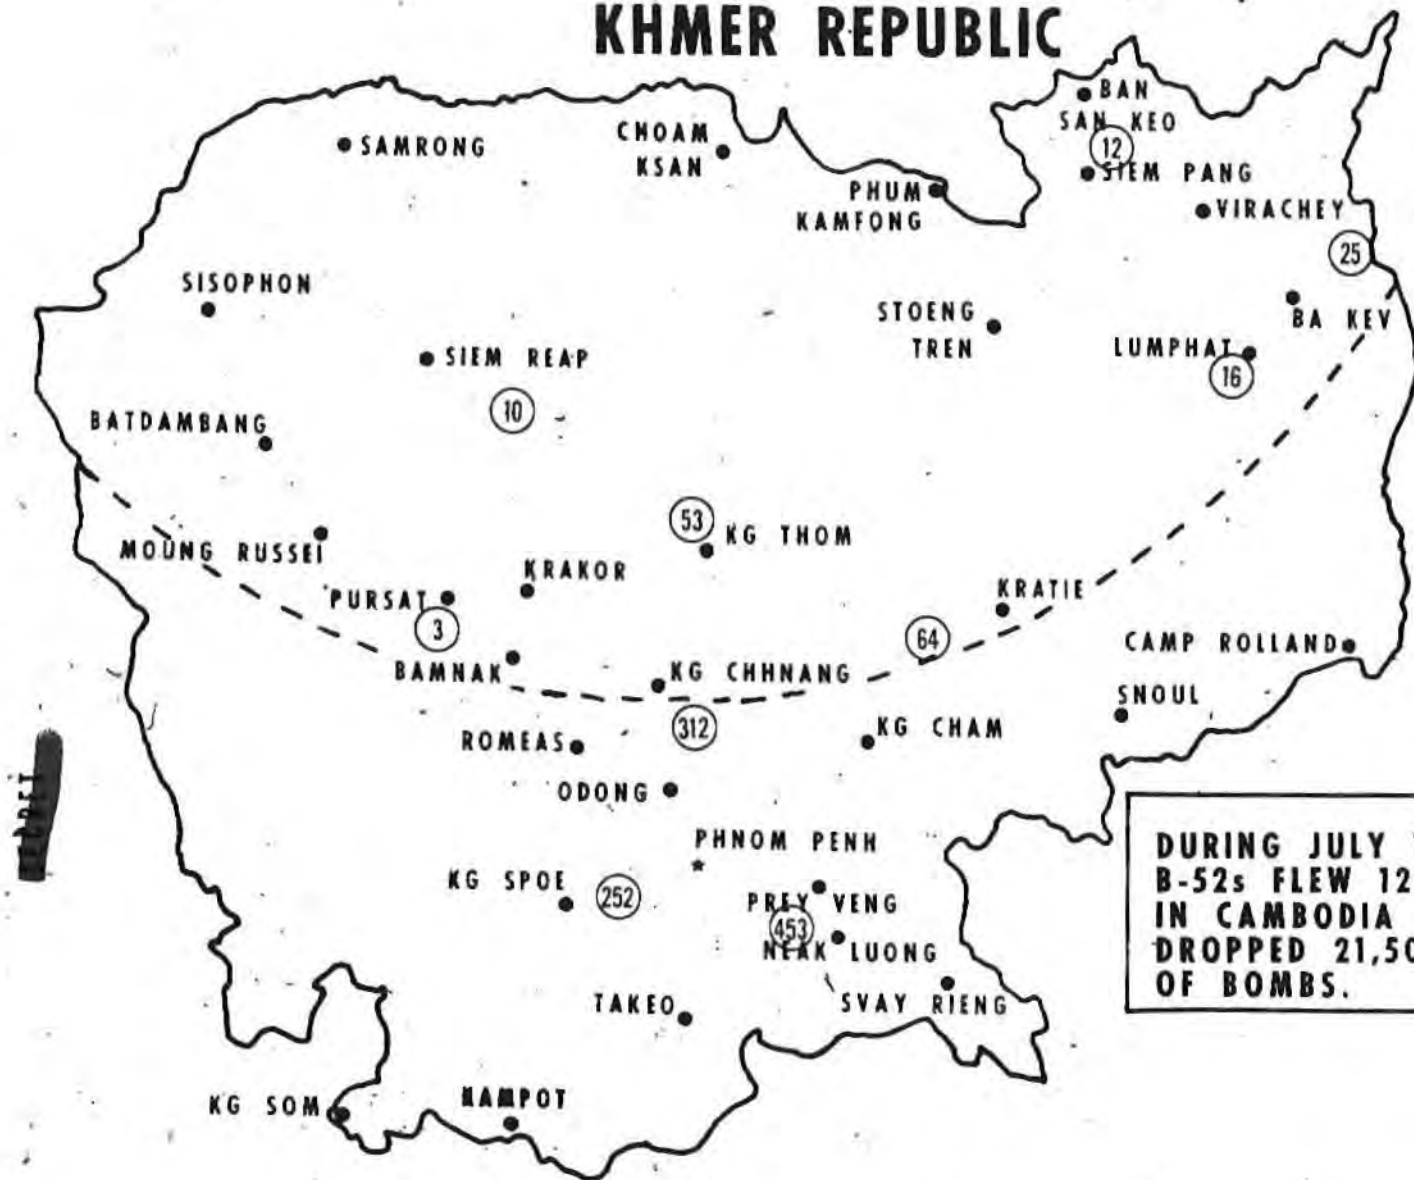 KHMER REPUBLIC
BAN
SAN KEO
12
SIEM PANG
VIRACHEY
25
SAMRONG
CHOAM
KSAN
PHUM
KAMFONG
SISOPHON
STOENG
TREN
BA KEV
LUMPHAT
16
SIEM REAP
10
BATDAMBANG
53
KG THOM
MOUNG RUSSEI
KRAKOR
PURSAT
3
KRATIE
64
BAMNAK
KG CHHNANG
CAMP ROLLAND
SNOUL
312
ROMEAS
KG CHAM
ODONG
PHNOM PENH
KG SPOE
252
PREY VENG
453
NEAK LUONG
SVAY RIENG
TAKEO
KG SOM
KAMPOT
DURING JULY
B-52s FLEW 12
IN CAMBODIA
DROPPED 21,50
OF BOMBS.